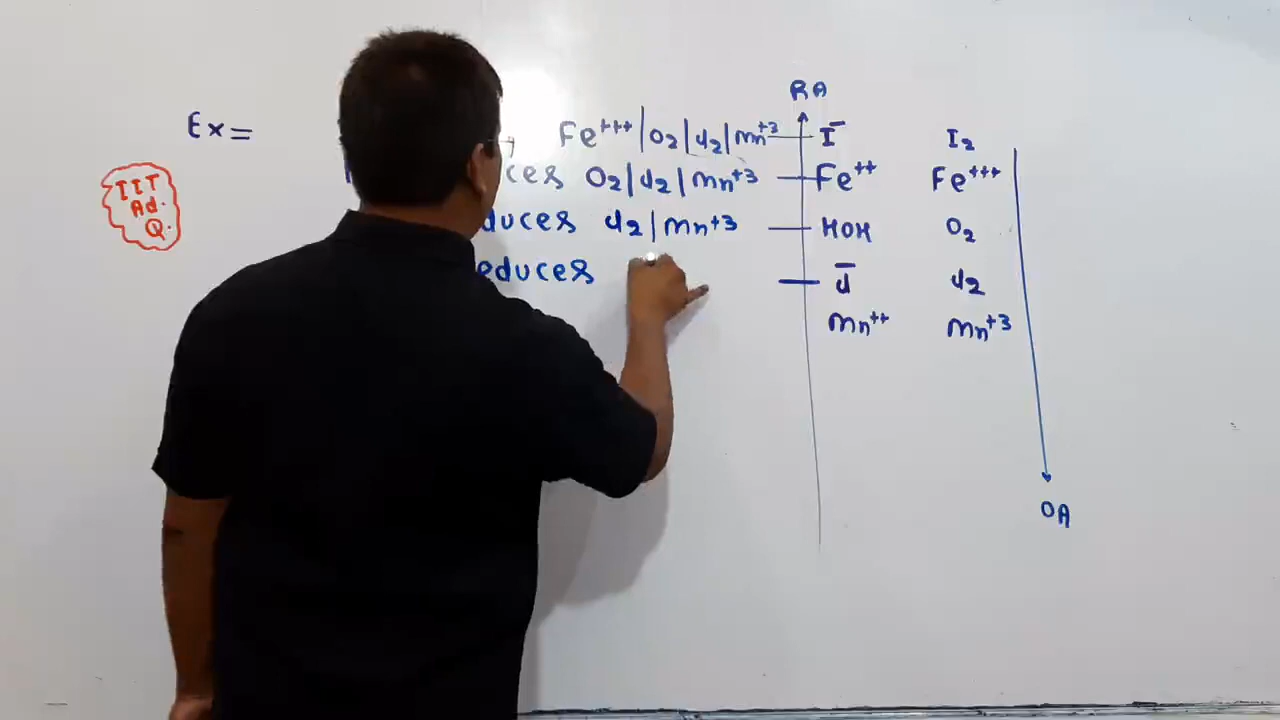 RA
Ex= Fe+++|O2|Cl2|Mn+3 I- I2
O2|Cl2|Mn+3 Fe++ Fe+++
IIT
Ad.
Q.
duces Cl2|Mn+3 HOH O2
educes Cl- Cl2
Mn++ Mn+3
OA